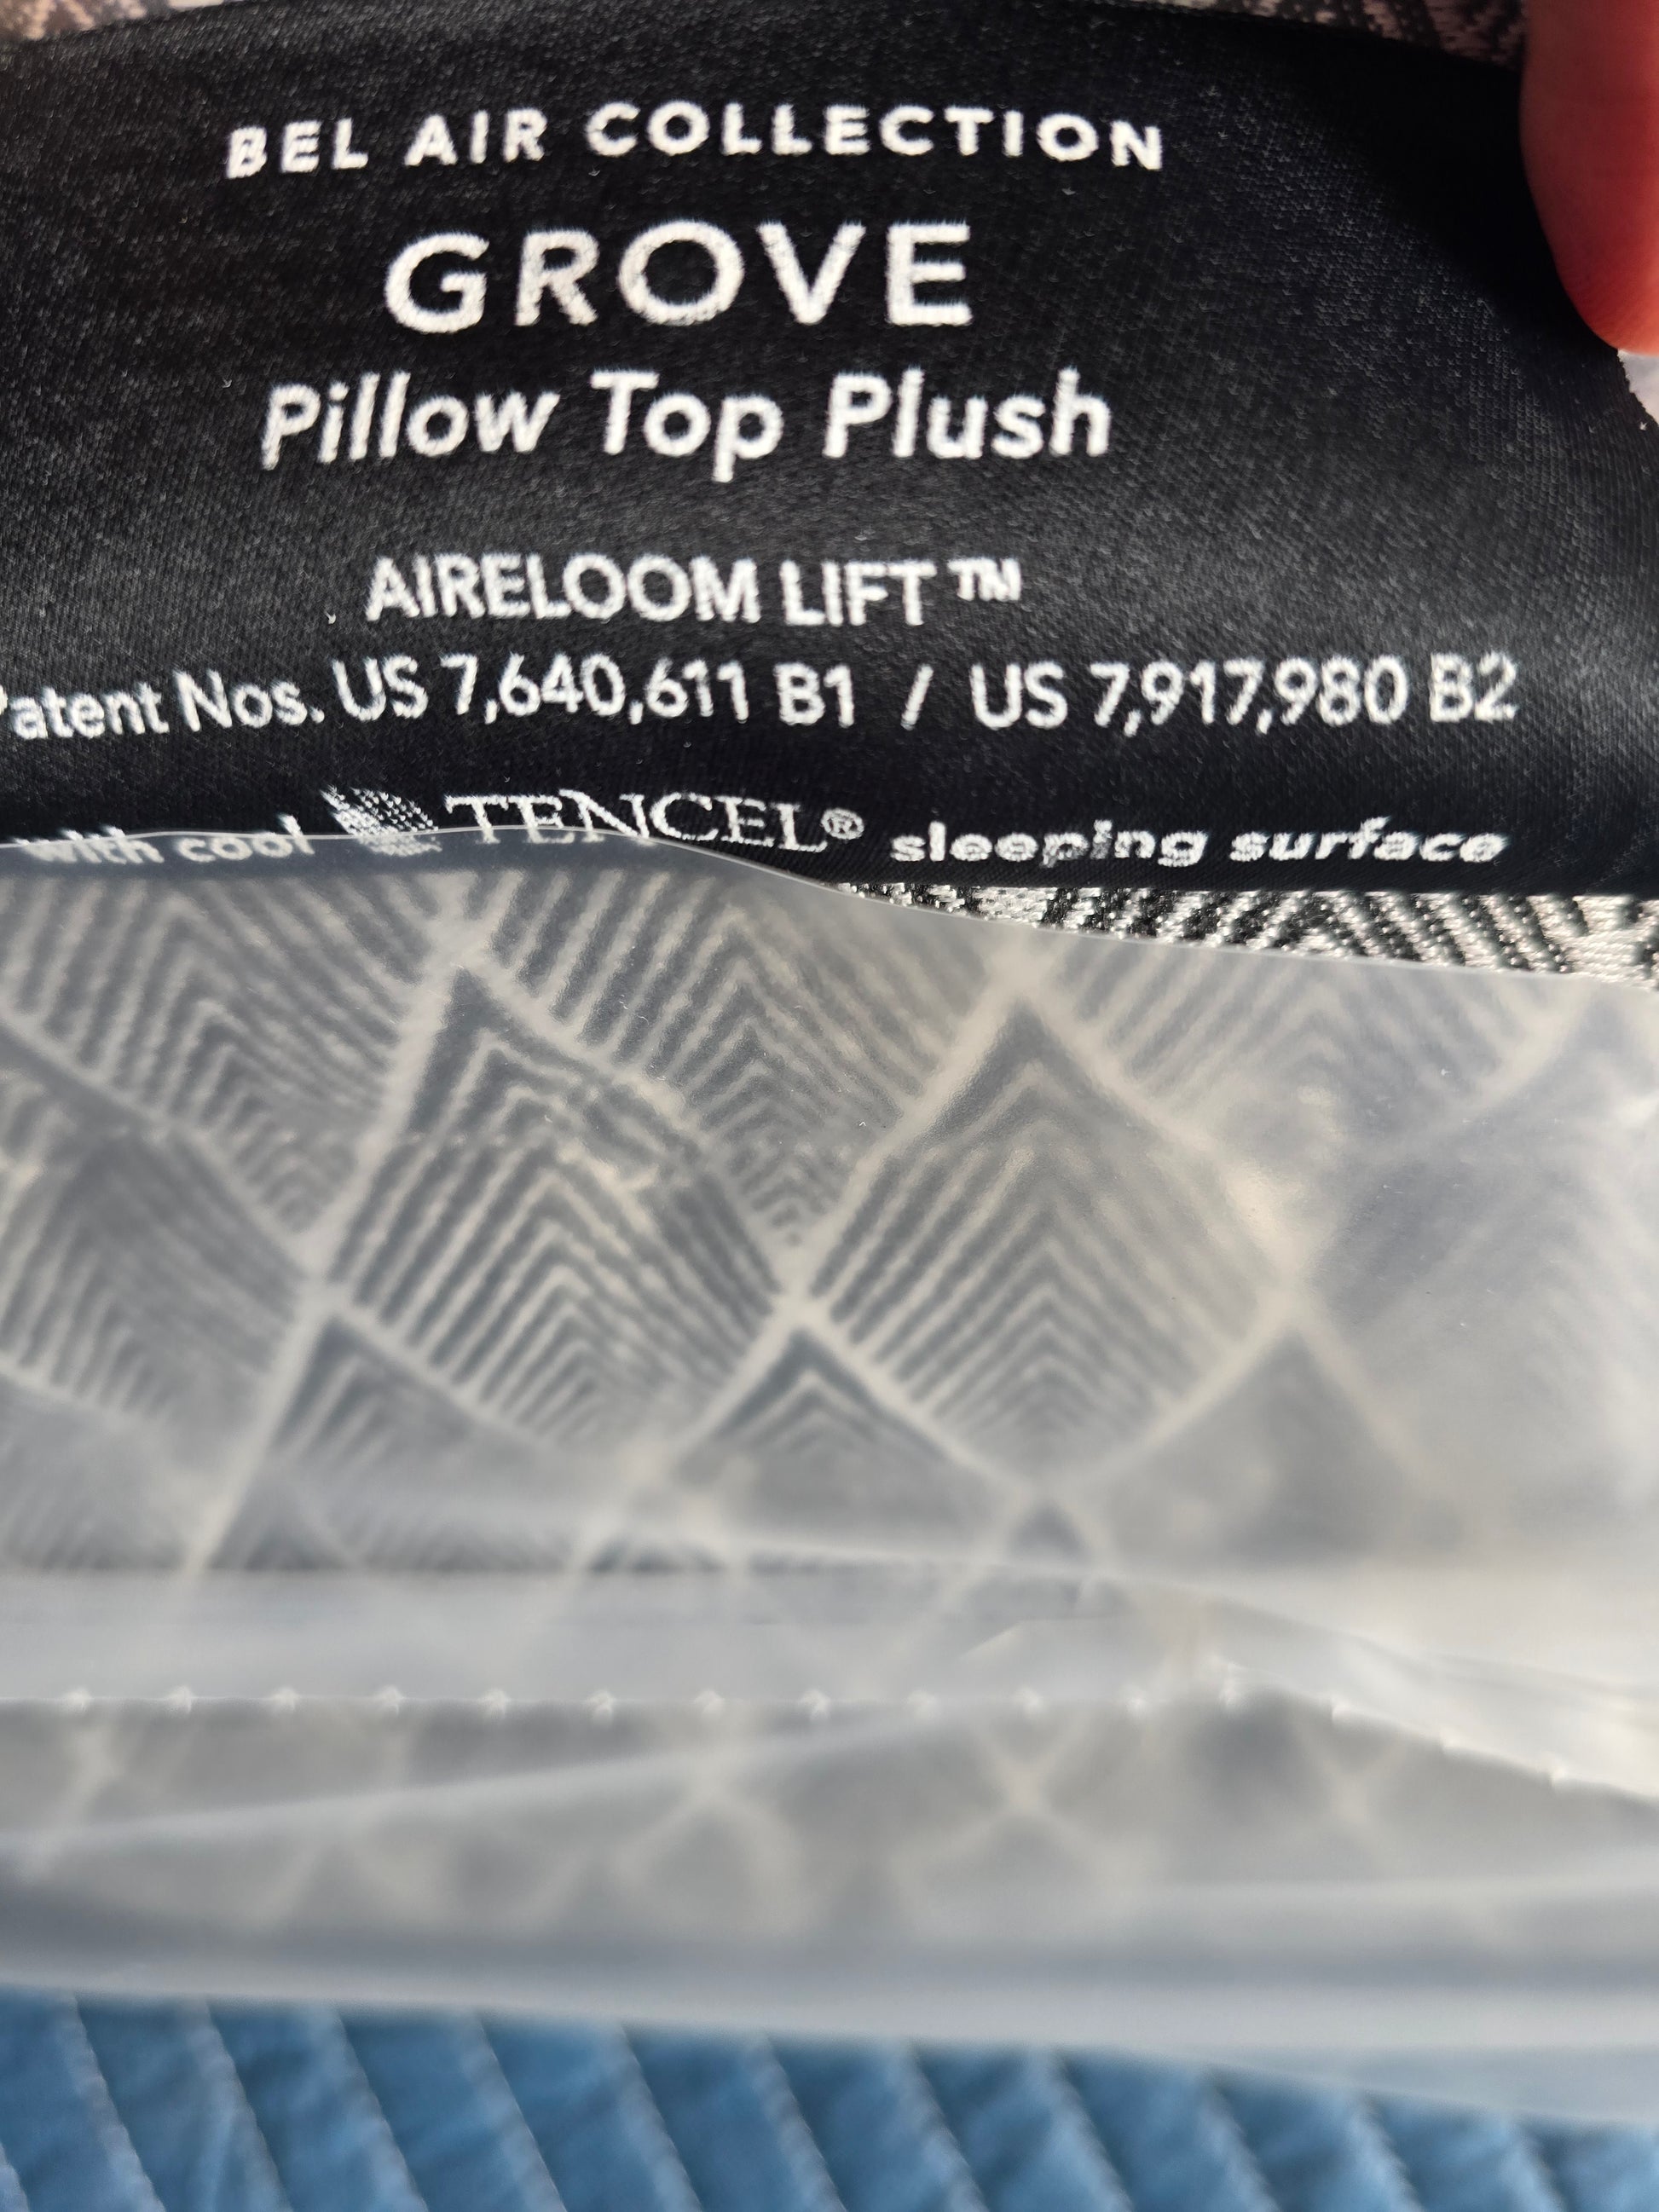 BEL AIR COLLECTION
GROVE
Pillow Top Plush
AIRELOOM LIFT™
Patent Nos. US 7,640,611 B1 / US 7,917,980 B2
with cool TENCEL® sleeping surface